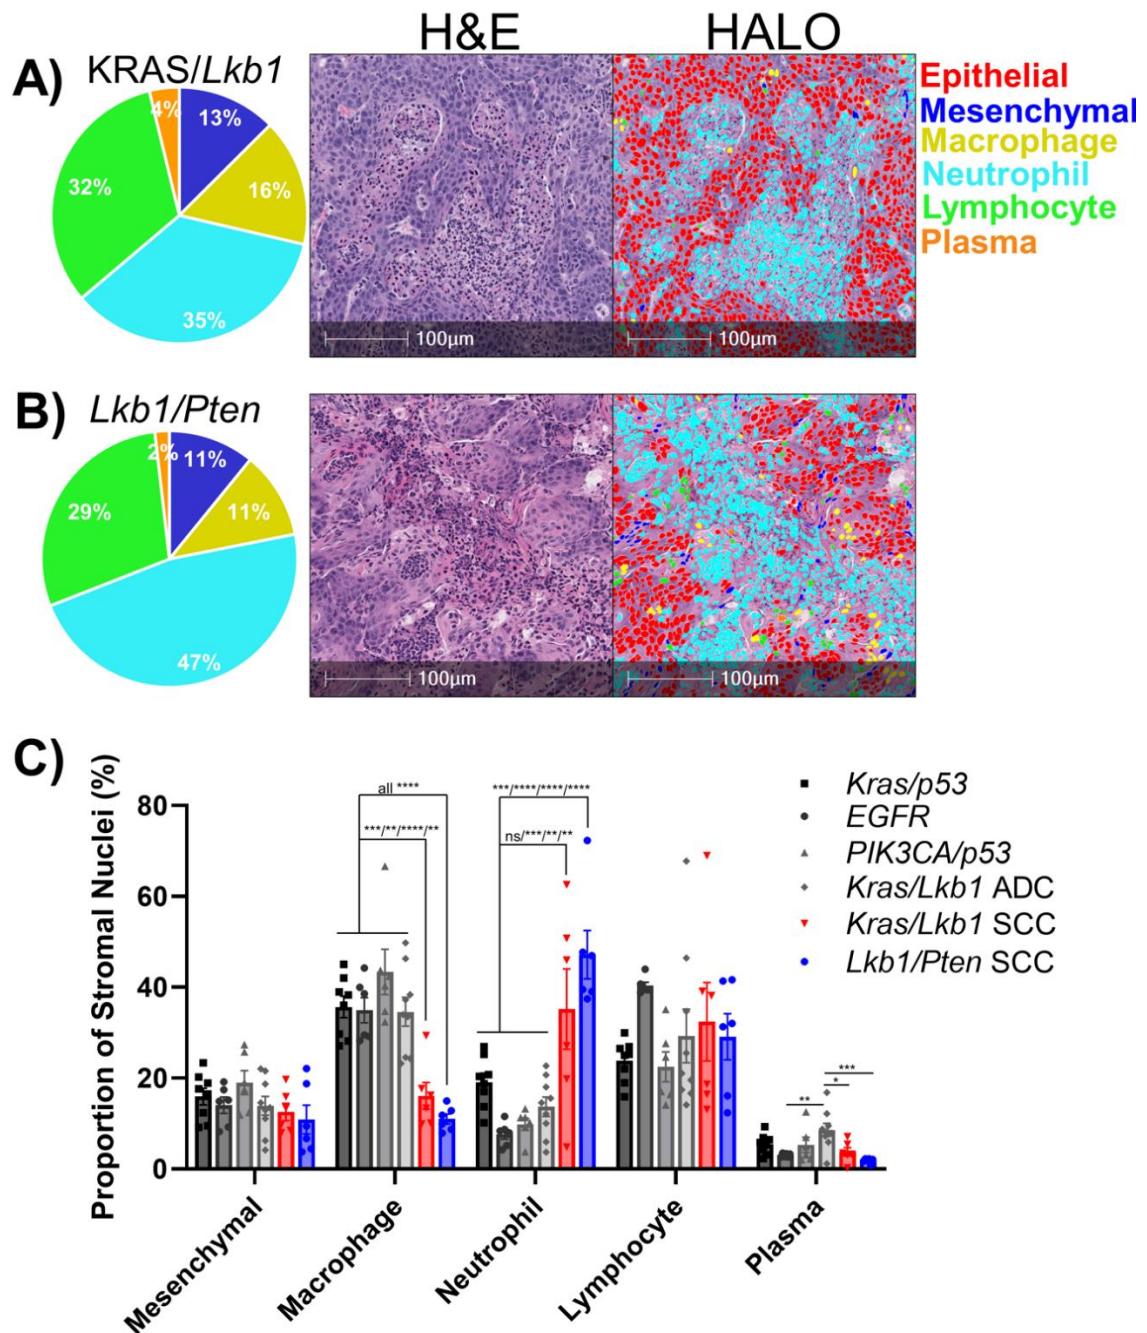 H&E HALO
A) KRAS/Lkb1
4%
13%
32%
16%
35%
100µm
100µm
Epithelial
Mesenchymal
Macrophage
Neutrophil
Lymphocyte
Plasma
B) Lkb1/Pten
2%
11%
29%
11%
47%
100µm
100µm
C)
Proportion of Stromal Nuclei (%)
80
60
40
20
0
all ****
***/**/****/**
***/****/****/****
ns/***/**/**
**
*
***
Kras/p53
EGFR
PIK3CA/p53
Kras/Lkb1 ADC
Kras/Lkb1 SCC
Lkb1/Pten SCC
Mesenchymal
Macrophage
Neutrophil
Lymphocyte
Plasma